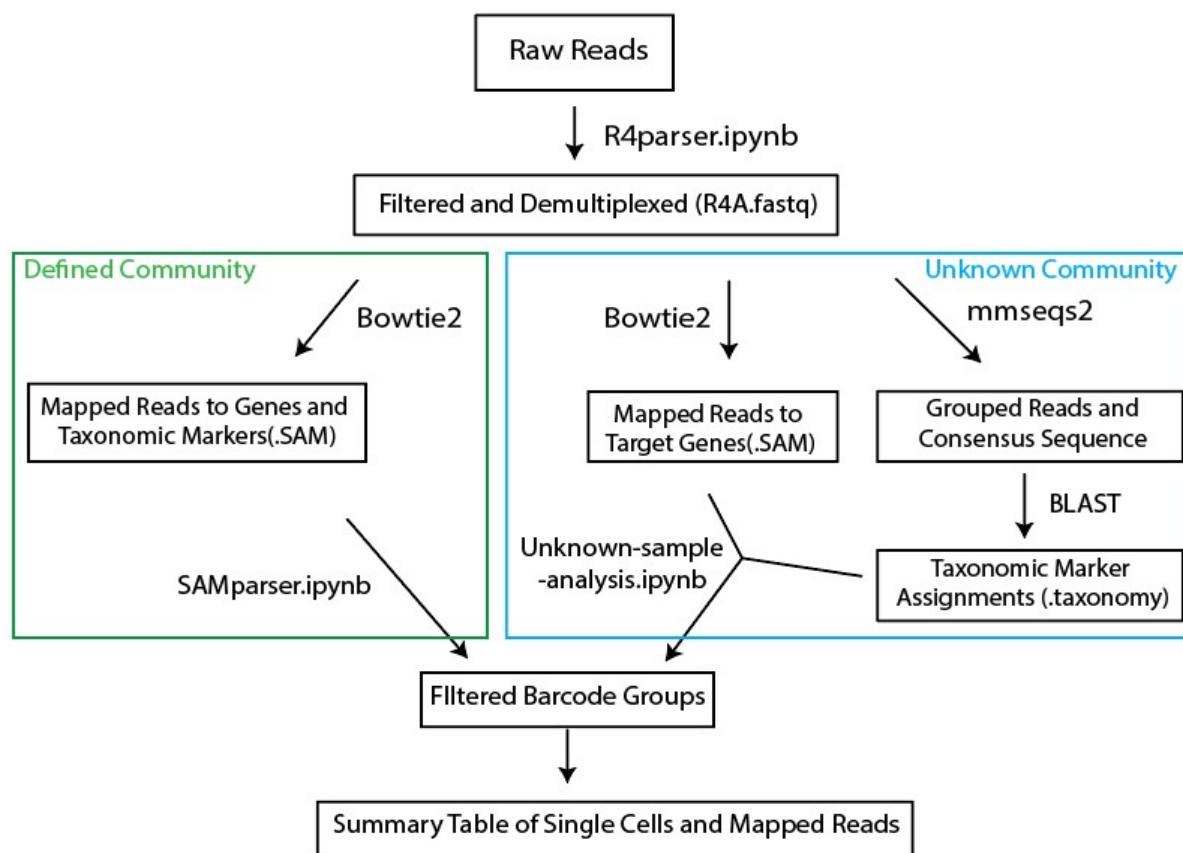 Raw Reads
R4parser.ipynb
Filtered and Demultiplexed (R4A.fastq)
Defined Community
Bowtie2
Mapped Reads to Genes and
Taxonomic Markers(.SAM)
SAMparser.ipynb
Unknown Community
Bowtie2
mmseqs2
Mapped Reads to
Target Genes(.SAM)
Grouped Reads and
Consensus Sequence
BLAST
Unknown-sample
-analysis.ipynb
Taxonomic Marker
Assignments (.taxonomy)
FIltered Barcode Groups
Summary Table of Single Cells and Mapped Reads